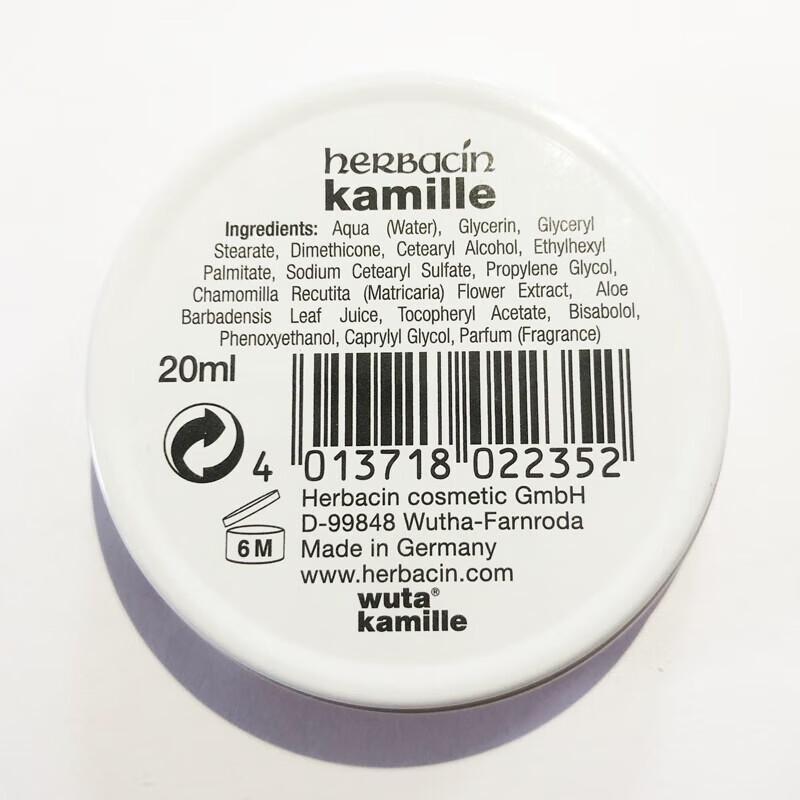 herbacin
kamille
Ingredients: Aqua (Water), Glycerin, Glyceryl
Stearate, Dimethicone, Cetearyl Alcohol, Ethylhexyl
Palmitate, Sodium Cetearyl Sulfate, Propylene Glycol,
Chamomilla Recutita (Matricaria) Flower Extract, Aloe
Barbadensis Leaf Juice, Tocopheryl Acetate, Bisabolol,
Phenoxyethanol, Caprylyl Glycol, Parfum (Fragrance)
20ml
4 013718 022352
6 M
Herbacin cosmetic GmbH
D-99848 Wutha-Farnroda
Made in Germany
www.herbacin.com
wuta®
kamille